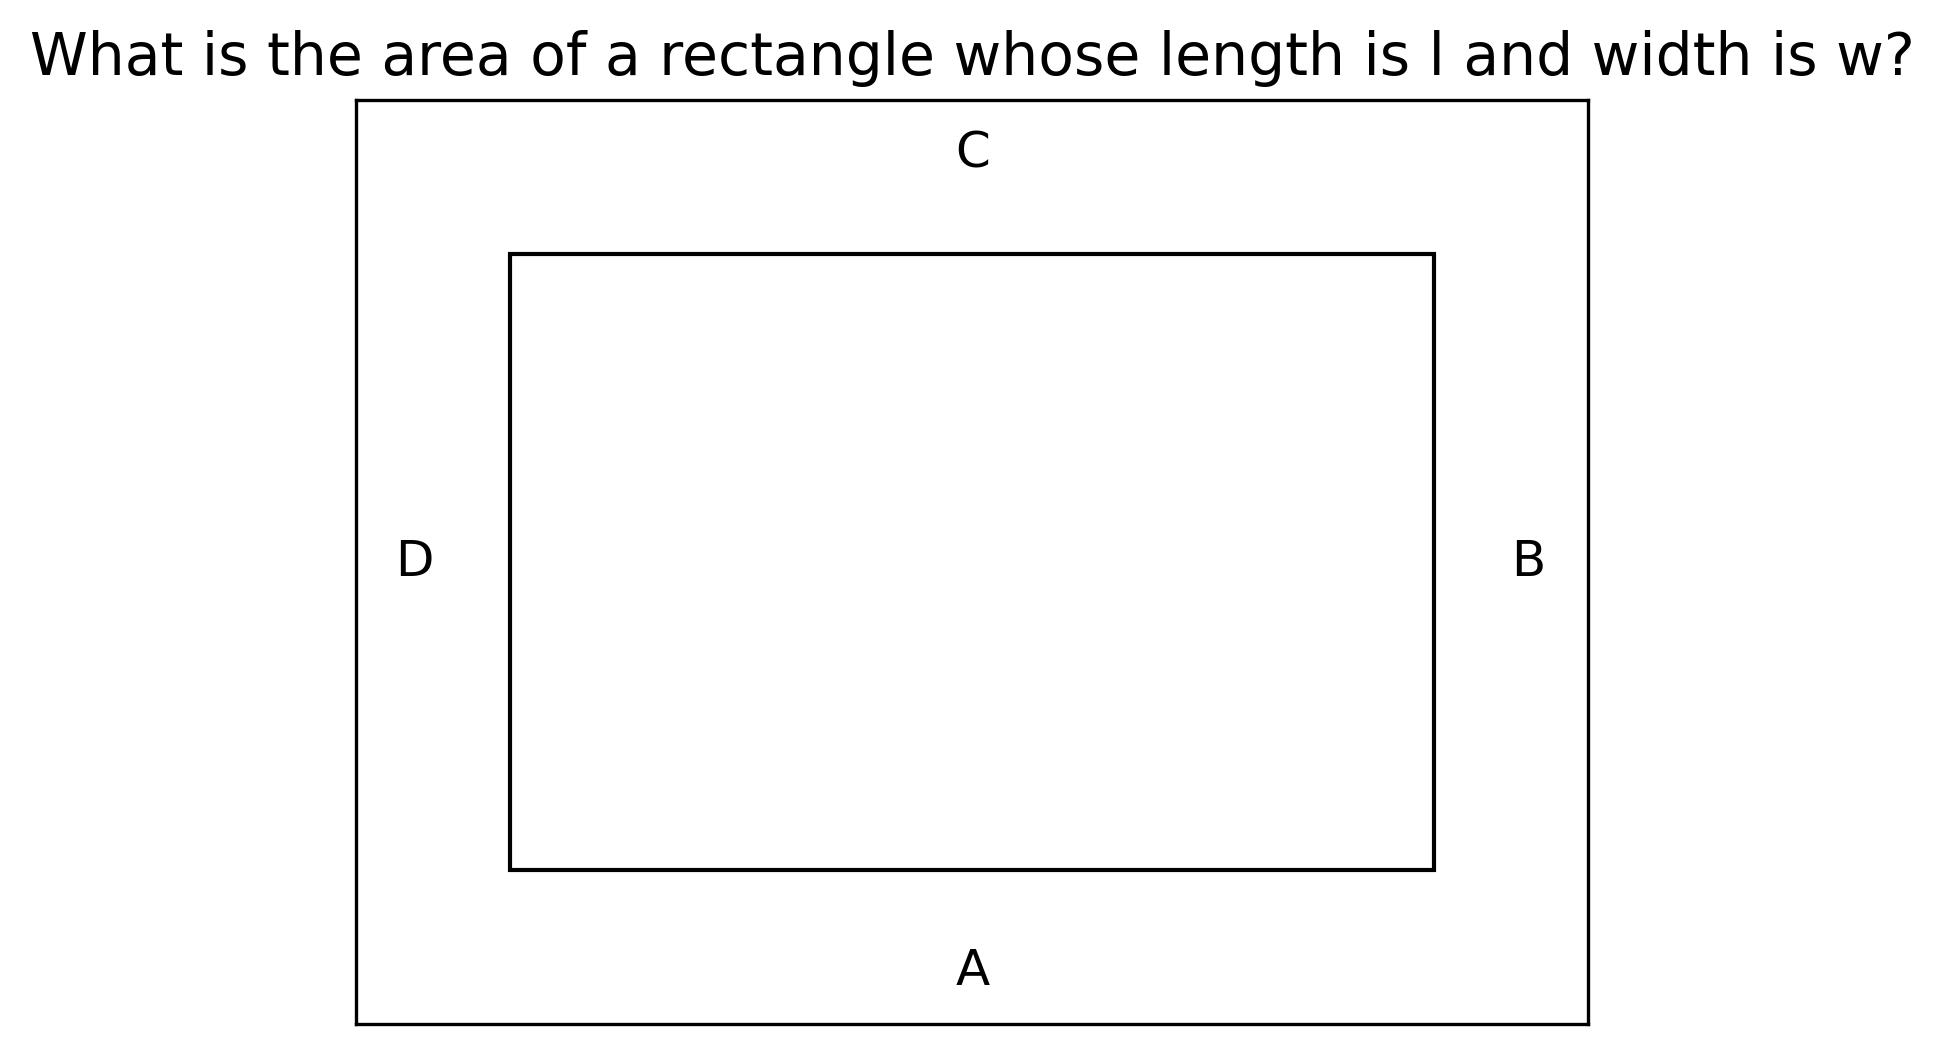 What is the area of a rectangle whose length is l and width is w?
C
D
B
A